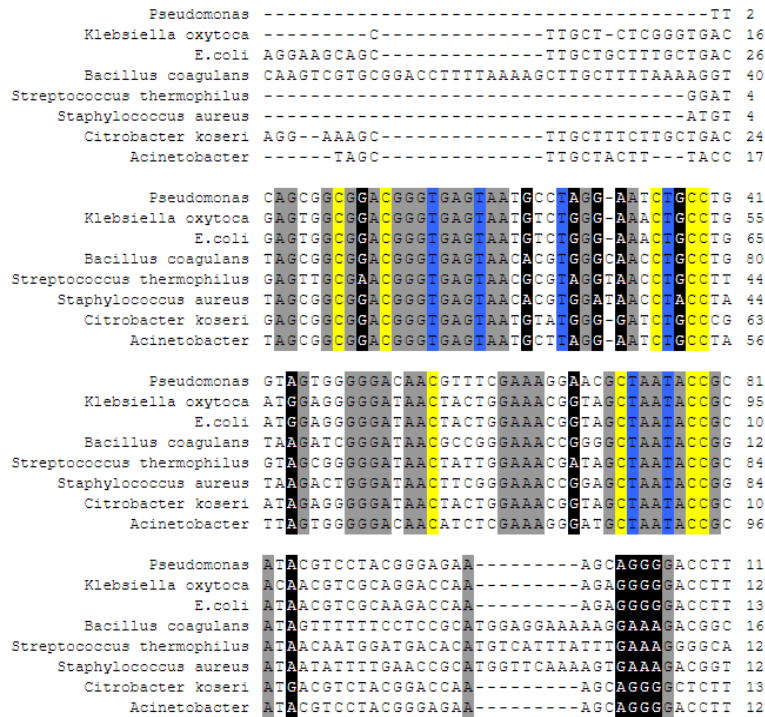 Pseudomonas --------------------------------------TT 2
Klebsiella oxytoca ---------C--------------TTGCT-CTCGGGTGAC 16
E.coli AGGAAGCAGC--------------TTGCTGCTTTGCTGAC 26
Bacillus coagulans CAAGTCGTGCGGACCTTTTAAAAGCTTGCTTTTAAAAGGT 40
Streptococcus thermophilus ------------------------------------GGAT 4
Staphylococcus aureus ------------------------------------ATGT 4
Citrobacter koseri AGG--AAAGC--------------TTGCTTTCTTGCTGAC 24
Acinetobacter ------TAGC--------------TTGCTACTT---TACC 17
Pseudomonas CAGCGGCGGACGGGTGAGTAATGCCTAGG-AATCTGCCTG 41
Klebsiella oxytoca GAGTGGCGGACGGGTGAGTAATGTCTGGG-AAACTGCCTG 55
E.coli GAGTGGCGGACGGGTGAGTAATGTCTGGG-AAACTGCCTG 65
Bacillus coagulans TAGCGGCGGACGGGTGAGTAACACGTGGGCAACCTGCCTG 80
Streptococcus thermophilus GAGTTGCGAACGGGTGAGTAACGCGTAGGTAACCTGCCTT 44
Staphylococcus aureus TAGCGGCGGACGGGTGAGTAACACGTGGATAACCTACCTA 44
Citrobacter koseri GAGCGGCGGACGGGTGAGTAATGTATGGG-GATCTGCCCG 63
Acinetobacter TAGCGGCGGACGGGTGAGTAATGCTTAGG-AATCTGCCTA 56
Pseudomonas GTAGTGGGGGACAACGTTTCGAAAGGAACGCTAATACCGC 81
Klebsiella oxytoca ATGGAGGGGGATAACTACTGGAAACGGTAGCTAATACCGC 95
E.coli ATGGAGGGGGATAACTACTGGAAACGGTAGCTAATACCGC 10
Bacillus coagulans TAAGATCGGGATAACGCCGGGAAACCGGGGCTAATACCGG 12
Streptococcus thermophilus GTAGCGGGGGATAACTATTGGAAACGATAGCTAATACCGC 84
Staphylococcus aureus TAAGACTGGGATAACTTCGGGAAACCGGAGCTAATACCGG 84
Citrobacter koseri ATAGAGGGGGATAACTACTGGAAACGGTAGCTAATACCGC 10
Acinetobacter TTAGTGGGGGACAACATCTCGAAAGGGATGCTAATACCGC 96
Pseudomonas ATACGTCCTACGGGAGAA---------AGCAGGGGACCTT 11
Klebsiella oxytoca ACAACGTCGCAGGACCAA---------AGAGGGGGACCTT 12
E.coli ATAACGTCGCAAGACCAA---------AGAGGGGGACCTT 13
Bacillus coagulans ATAGTTTTTTCCTCCGCATGGAGGAAAAAGGAAAGACGGC 16
Streptococcus thermophilus ATAACAATGGATGACACATGTCATTTATTTGAAAGGGGCA 12
Staphylococcus aureus ATAATATTTTGAACCGCATGGTTCAAAAGTGAAAGACGGT 12
Citrobacter koseri ATGACGTCTACGGACCAA---------AGCAGGGGCTCTT 13
Acinetobacter ATACGTCCTACGGGAGAA---------AGCAGGGGACCTT 12